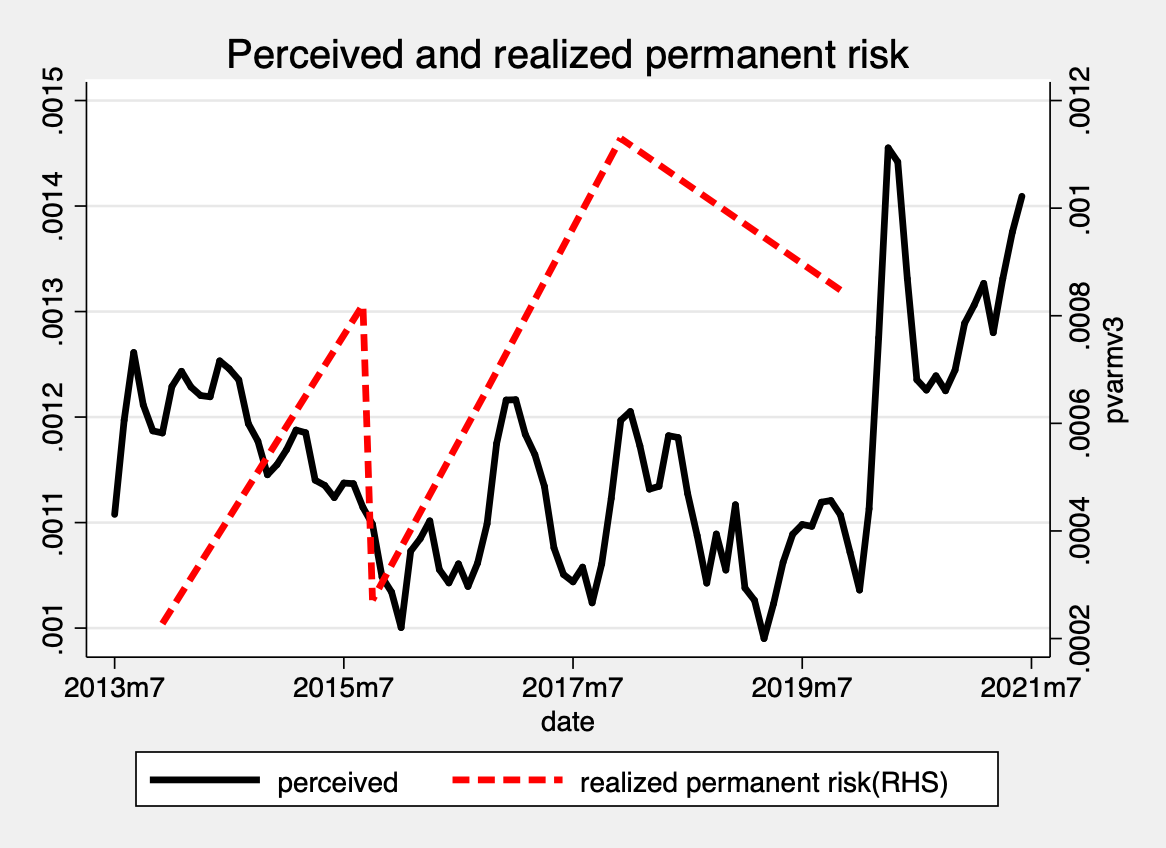 Perceived and realized permanent risk
.0015
.0014
.0013
.0012
.0011
.001
.0012
.001
.0008
.0006
.0004
.0002
pvarmv3
2013m7 2015m7 2017m7 2019m7 2021m7
date
perceived realized permanent risk(RHS)